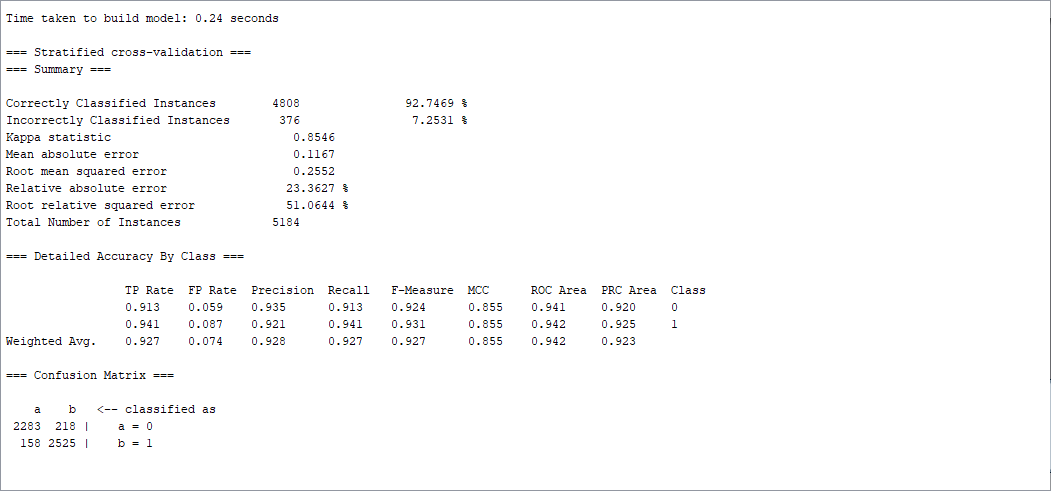 Time taken to build model: 0.24 seconds

=== Stratified cross-validation ===
=== Summary ===

Correctly Classified Instances        4808               92.7469 %
Incorrectly Classified Instances       376                7.2531 %
Kappa statistic                          0.8546
Mean absolute error                      0.1167
Root mean squared error                  0.2552
Relative absolute error                 23.3627 %
Root relative squared error             51.0644 %
Total Number of Instances             5184

=== Detailed Accuracy By Class ===

                 TP Rate  FP Rate  Precision  Recall   F-Measure  MCC      ROC Area  PRC Area  Class
                 0.913    0.059    0.935      0.913    0.924      0.855    0.941     0.920     0
                 0.941    0.087    0.921      0.941    0.931      0.855    0.942     0.925     1
Weighted Avg.    0.927    0.074    0.928      0.927    0.927      0.855    0.942     0.923

=== Confusion Matrix ===

    a    b   <-- classified as
 2283  218 |    a = 0
  158 2525 |    b = 1